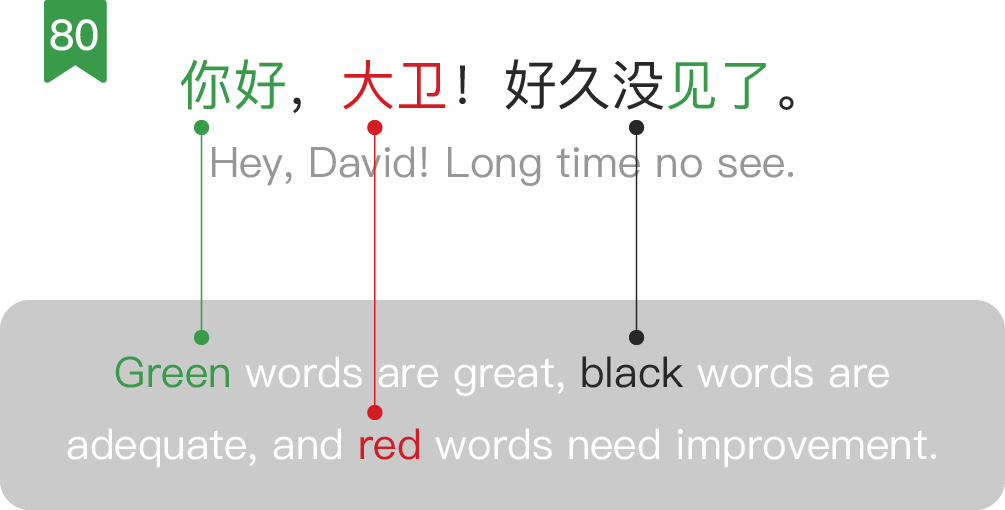 80
你好，大卫！好久没见了。
Hey, David! Long time no see.
Green words are great, black words are
adequate, and red words need improvement.